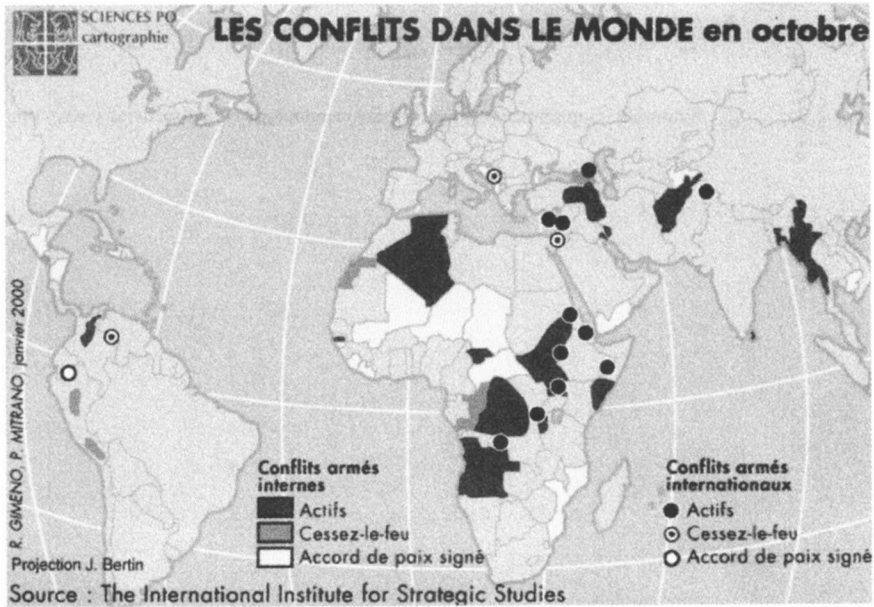 SCIENCES PO
cartographie
LES CONFLITS DANS LE MONDE en octobre
R. GIMENO, P. MITRANO, janvier 2000
Conflits armés
internes
Actifs
Cessez-le-feu
Accord de paix signé
Conflits armés
internationaux
Actifs
Cessez-le-feu
Accord de paix signé
Projection J. Bertin
Source : The International Institute for Strategic Studies